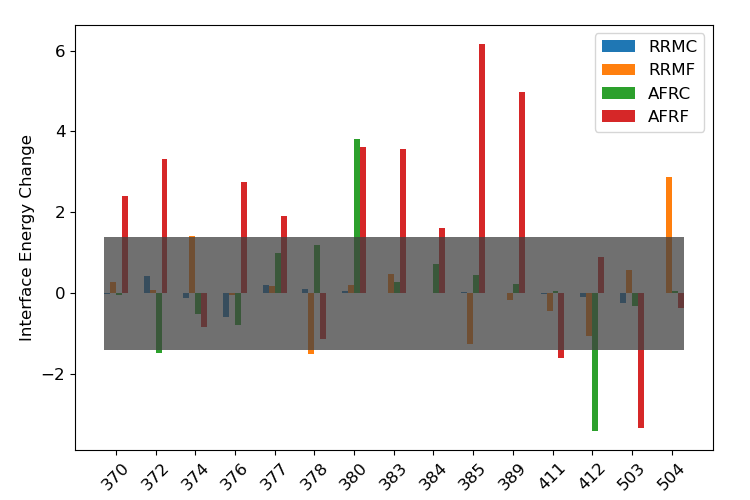 RRMC
RRMF
AFRC
AFRF
Interface Energy Change
6
4
2
0
−2
370 372 374 376 377 378 380 383 384 385 389 411 412 503 504